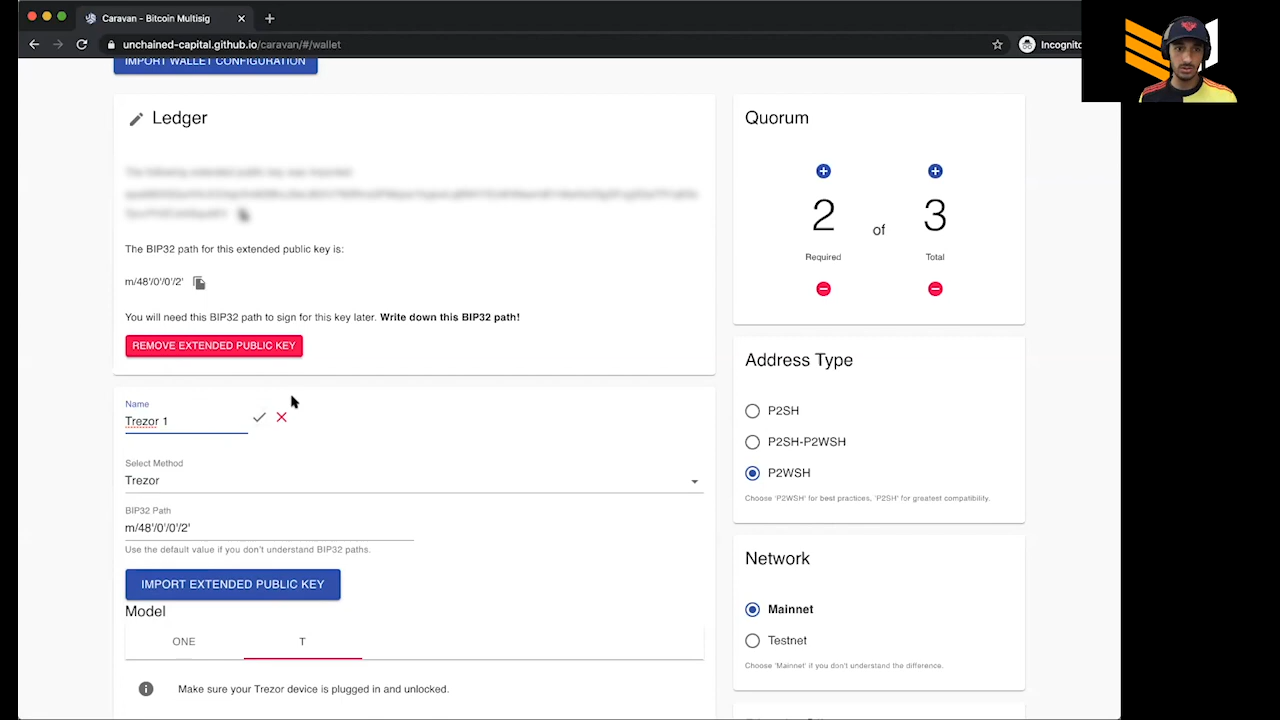 Caravan - Bitcoin Multisig
unchained-capital.github.io/caravan/#/wallet
Incognito
IMPORT WALLET CONFIGURATION
Ledger
The BIP32 path for this extended public key is:
m/48'/0'/0'/2'
You will need this BIP32 path to sign for this key later. Write down this BIP32 path!
REMOVE EXTENDED PUBLIC KEY
Name
Trezor 1
Select Method
Trezor
BIP32 Path
m/48'/0'/0'/2'
Use the default value if you don't understand BIP32 paths.
IMPORT EXTENDED PUBLIC KEY
Model
ONE T
Make sure your Trezor device is plugged in and unlocked.
Quorum
2 of 3
Required Total
Address Type
P2SH
P2SH-P2WSH
P2WSH
Choose 'P2WSH' for best practices, 'P2SH' for greatest compatibility.
Network
Mainnet
Testnet
Choose 'Mainnet' if you don't understand the difference.